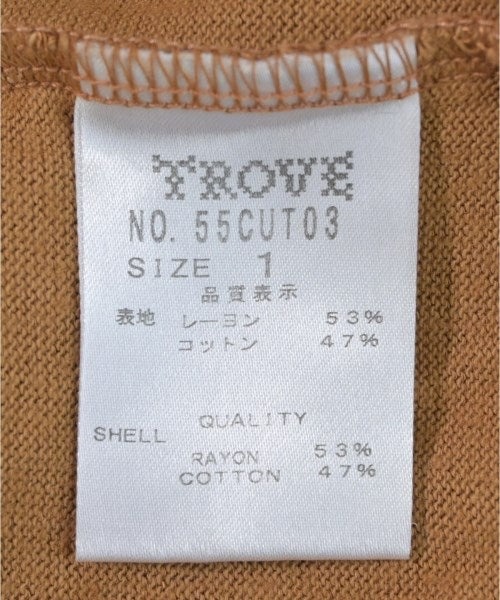 TROVE
NO. 55CUT03
SIZE 1
品質表示
表地 レーヨン 53%
コットン 47%
QUALITY
SHELL
RAYON 53%
COTTON 47%